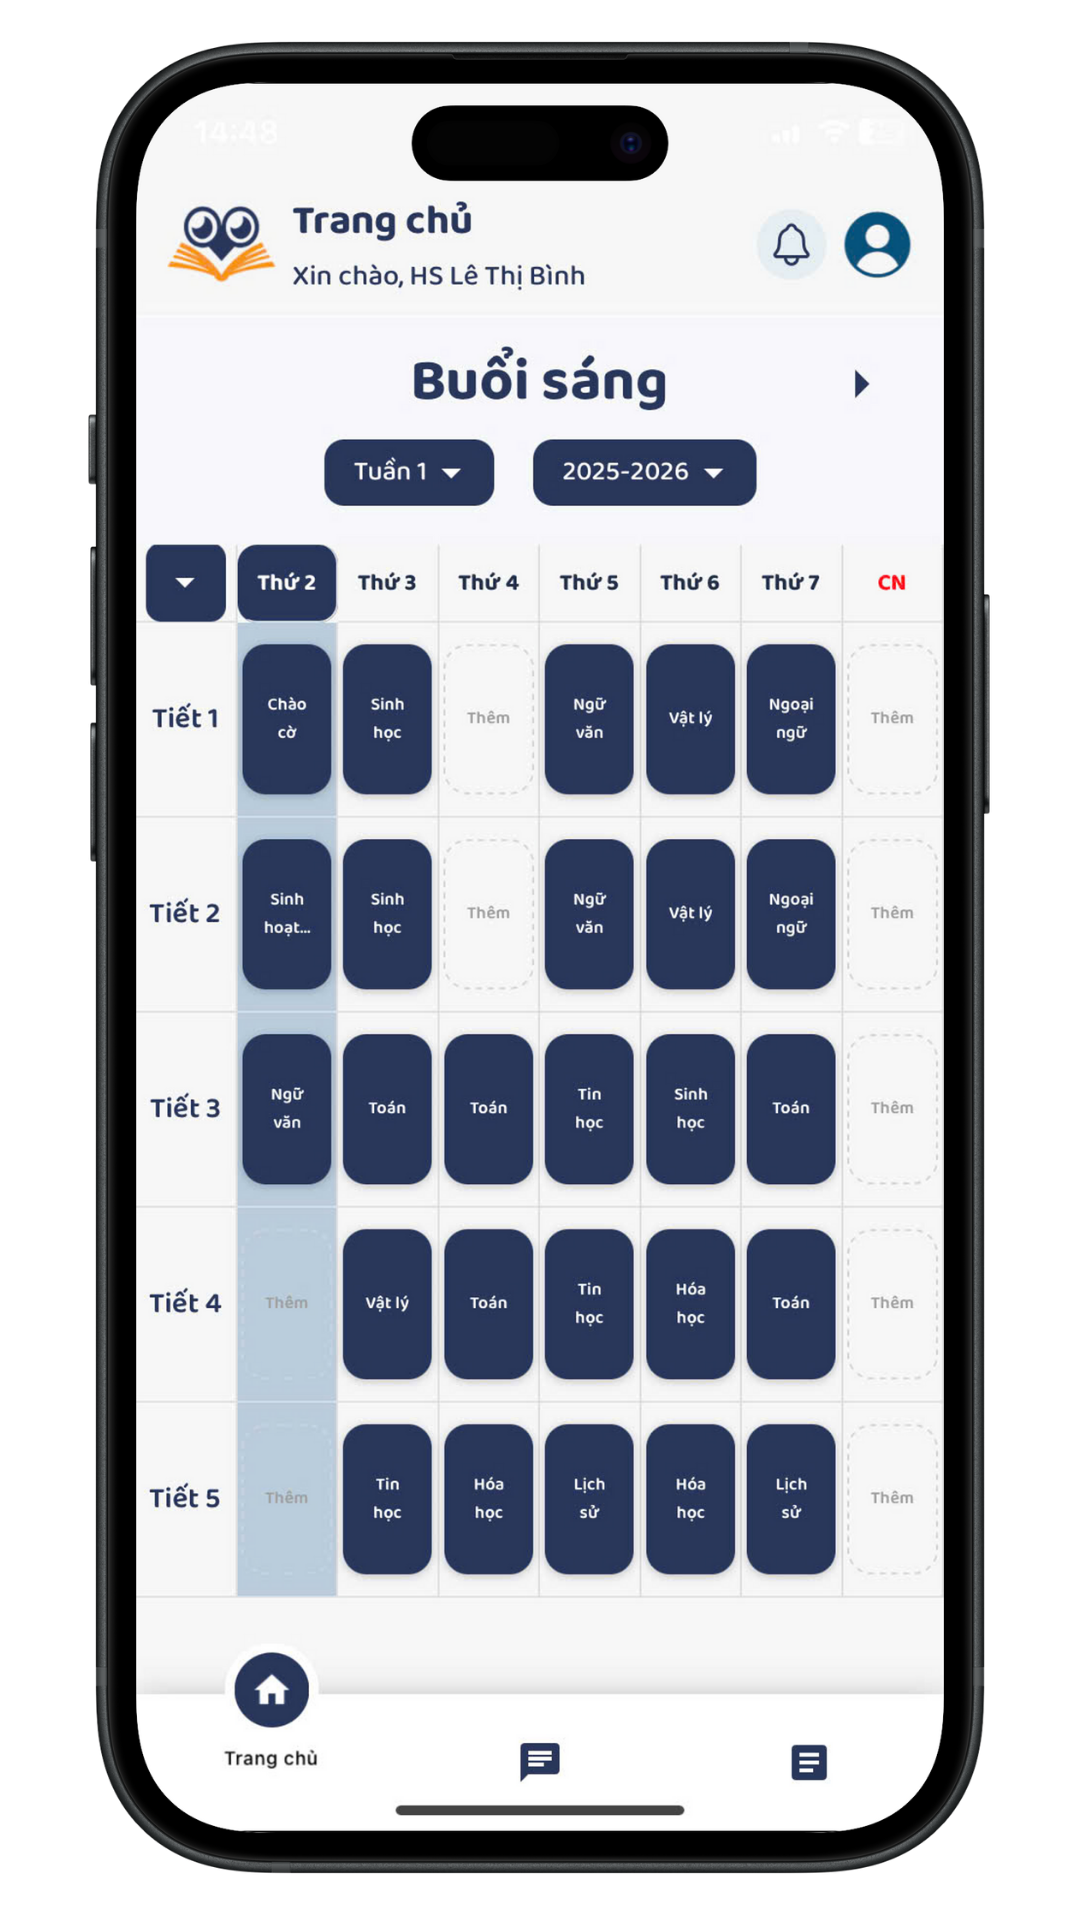 14:48
Trang chủ
Xin chào, HS Lê Thị Bình
Buổi sáng
Tuần 1
2025-2026
Thứ 2 Thứ 3 Thứ 4 Thứ 5 Thứ 6 Thứ 7 CN
Tiết 1
Chào
cờ
Sinh
học
Thêm
Ngữ
văn
Vật lý
Ngoại
ngữ
Thêm
Tiết 2
Sinh
hoạt...
Sinh
học
Thêm
Ngữ
văn
Vật lý
Ngoại
ngữ
Thêm
Tiết 3
Ngữ
văn
Toán
Toán
Tin
học
Sinh
học
Toán
Thêm
Tiết 4
Thêm
Vật lý
Toán
Tin
học
Hóa
học
Toán
Thêm
Tiết 5
Thêm
Tin
học
Hóa
học
Lịch
sử
Hóa
học
Lịch
sử
Thêm
Trang chủ